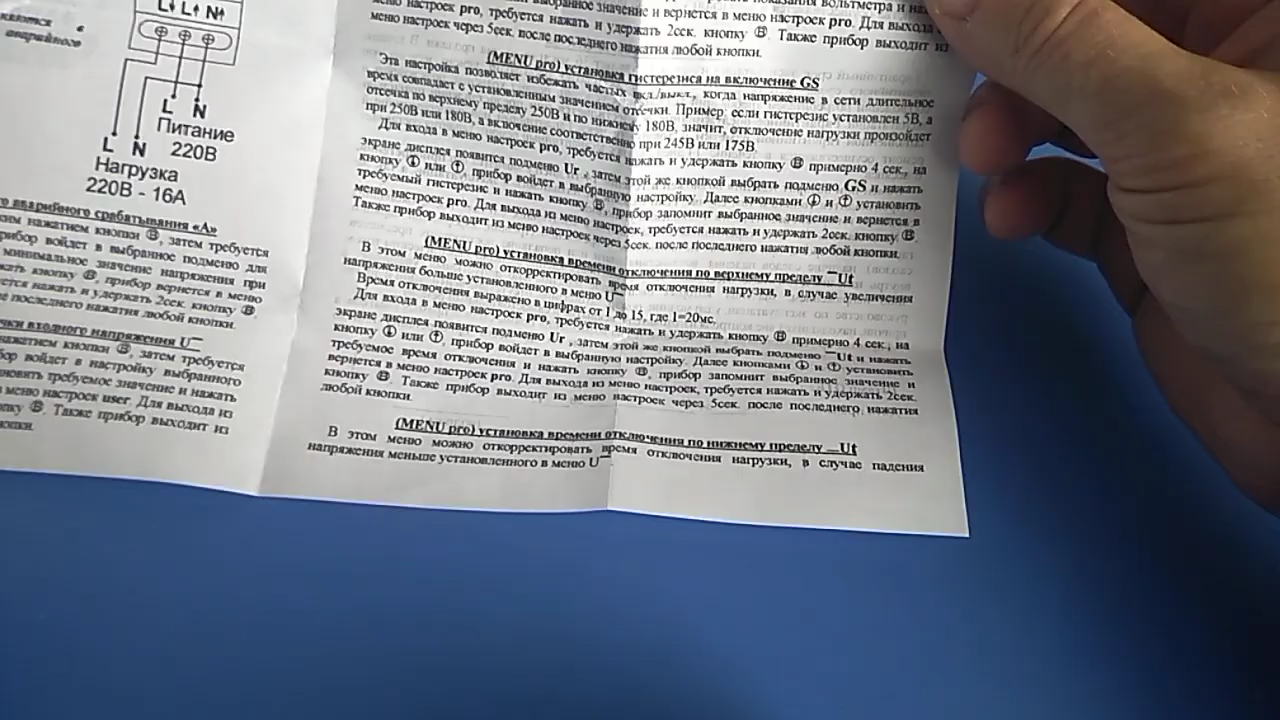 L↓ L↑ N↑
аварийного
L N
Питание
220В
L N
Нагрузка
220В - 16А
аварийного срабатывания «А»
нажатием кнопки В, затем требуется
прибор войдет в выбранное подменю для
минимальное значение напряжения при
кнопку В, прибор вернется в меню
нажать и удержать 2сек. кнопку В
последнего нажатия любой кнопки.
входного напряжения U‾
нажатием кнопки В, затем требуется
войдет в настройку выбранного
требуемое значение и нажать
меню настроек user. Для выхода из
В. Также прибор выходит из
выбранное значение и вернется в меню настроек pro. Для выхода
меню настроек pro, требуется нажать и удержать 2сек. кнопку В. Также прибор выходит из
меню настроек через 5сек. после последнего нажатия любой кнопки.
(MENU pro) установка гистерезиса на включение GS
Эта настройка позволяет избежать частых вкл./выкл., когда напряжение в сети длительное
время совпадает с установленным значением отсечки. Пример: если гистерезис установлен 5В, а
отсечка по верхнему пределу 250В и по нижнему 180В, значит, отключение нагрузки произойдет
при 250В или 180В, а включение соответственно при 245В или 175В.
Для входа в меню настроек pro, требуется нажать и удержать кнопку В примерно 4 сек., на
экране дисплея появится подменю Ur , затем этой же кнопкой выбрать подменю GS и нажать
кнопку ↓ или ↑, прибор войдет в выбранную настройку. Далее кнопками ↓ и ↑ установить
требуемый гистерезис и нажать кнопку В, прибор запомнит выбранное значение и вернется в
меню настроек pro. Для выхода из меню настроек, требуется нажать и удержать 2сек. кнопку В.
Также прибор выходит из меню настроек через 5сек. после последнего нажатия любой кнопки.
(MENU pro) установка времени отключения по верхнему пределу ‾Ut
В этом меню можно откорректировать время отключения нагрузки, в случае увеличения
напряжения больше установленного в меню U‾
Время отключения выражено в цифрах от 1 до 15, где 1=20мс.
Для входа в меню настроек pro, требуется нажать и удержать кнопку В примерно 4 сек., на
экране дисплея появится подменю Ur , затем этой же кнопкой выбрать подменю ‾Ut и нажать
кнопку ↓ или ↑, прибор войдет в выбранную настройку. Далее кнопками ↓ и ↑ установить
требуемое время отключения и нажать кнопку В, прибор запомнит выбранное значение и
вернется в меню настроек pro. Для выхода из меню настроек, требуется нажать и удержать 2сек.
кнопку В. Также прибор выходит из меню настроек через 5сек. после последнего нажатия
любой кнопки.
(MENU pro) установка времени отключения по нижнему пределу _Ut
В этом меню можно откорректировать время отключения нагрузки, в случае падения
напряжения меньше установленного в меню U‾